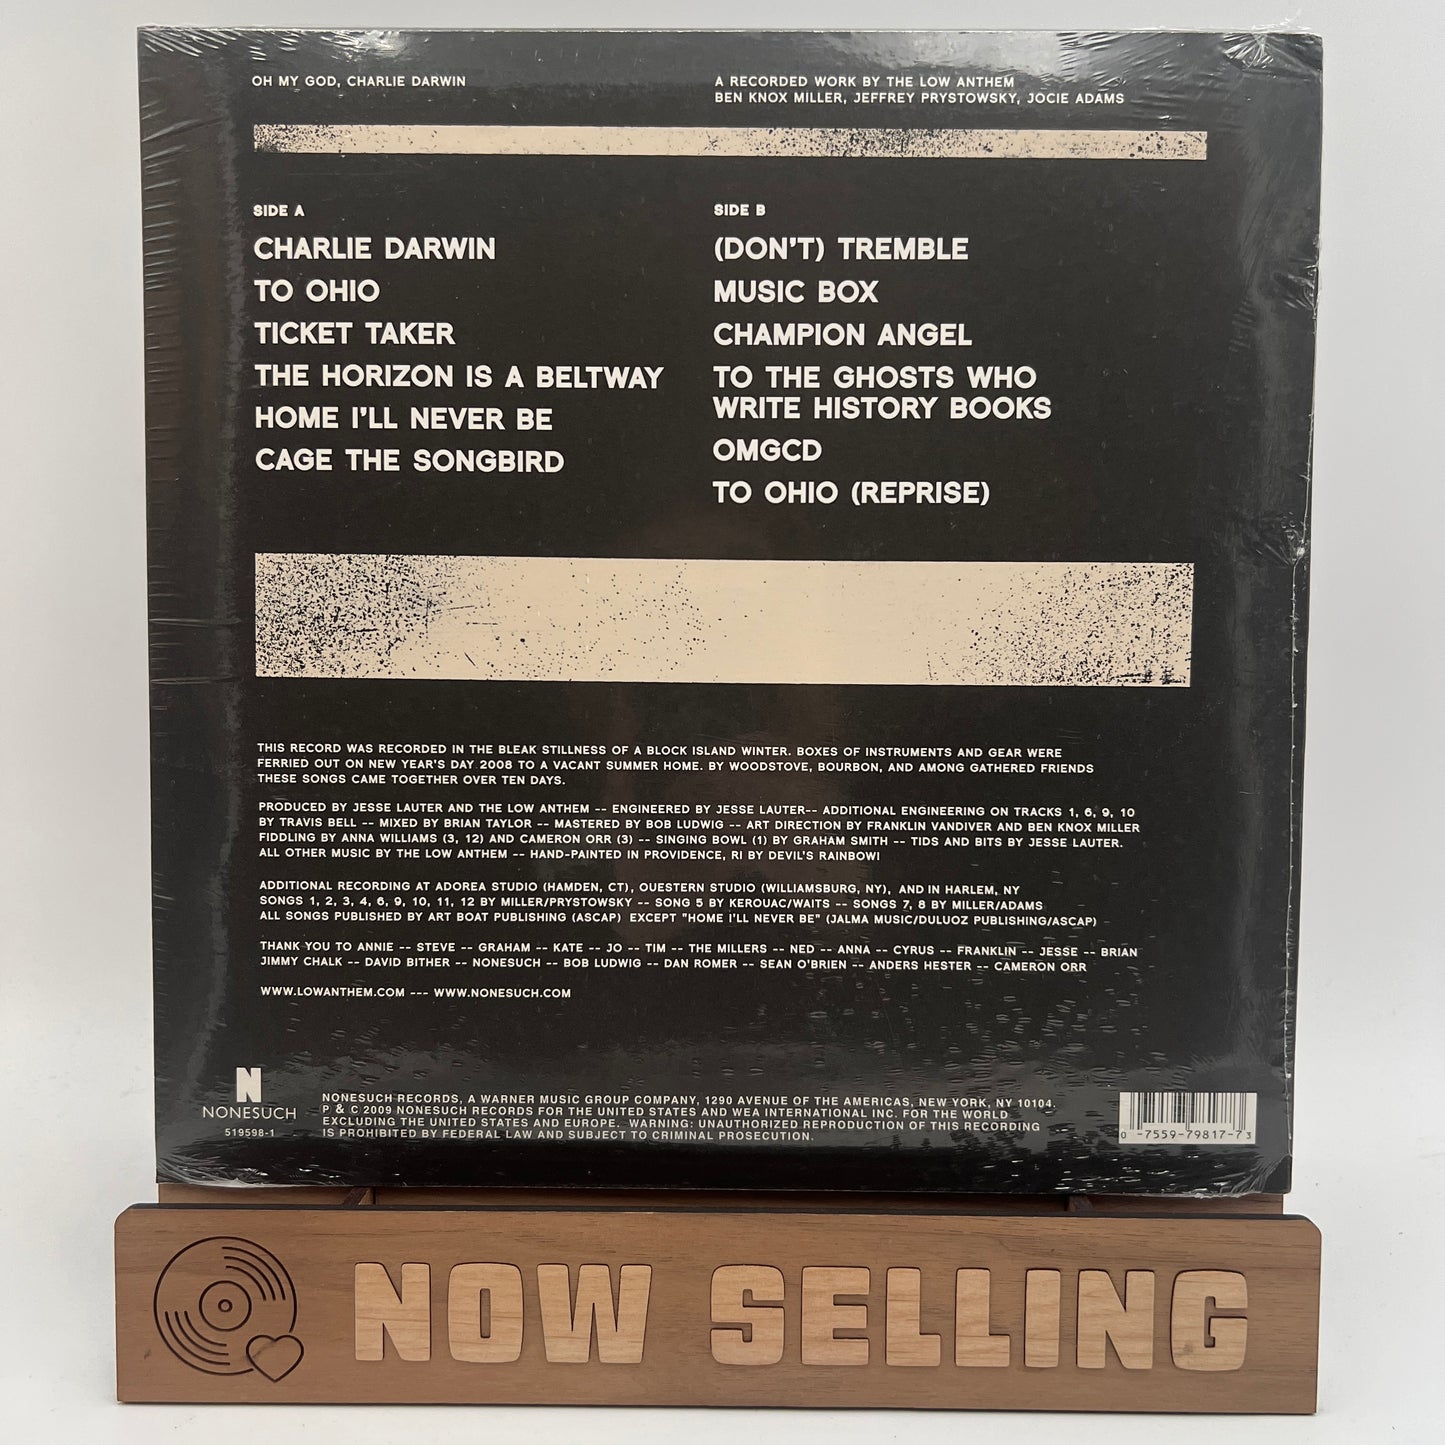 OH MY GOD, CHARLIE DARWIN
A RECORDED WORK BY THE LOW ANTHEM
BEN KNOX MILLER, JEFFREY PRYSTOWSKY, JOCIE ADAMS
SIDE A
CHARLIE DARWIN
TO OHIO
TICKET TAKER
THE HORIZON IS A BELTWAY
HOME I'LL NEVER BE
CAGE THE SONGBIRD
SIDE B
(DON'T) TREMBLE
MUSIC BOX
CHAMPION ANGEL
TO THE GHOSTS WHO
WRITE HISTORY BOOKS
OMGCD
TO OHIO (REPRISE)
THIS RECORD WAS RECORDED IN THE BLEAK STILLNESS OF A BLOCK ISLAND WINTER. BOXES OF INSTRUMENTS AND GEAR WERE
FERRIED OUT ON NEW YEAR'S DAY 2008 TO A VACANT SUMMER HOME. BY WOODSTOVE, BOURBON, AND AMONG GATHERED FRIENDS
THESE SONGS CAME TOGETHER OVER TEN DAYS.
PRODUCED BY JESSE LAUTER AND THE LOW ANTHEM -- ENGINEERED BY JESSE LAUTER-- ADDITIONAL ENGINEERING ON TRACKS 1, 6, 9, 10
BY TRAVIS BELL -- MIXED BY BRIAN TAYLOR -- MASTERED BY BOB LUDWIG -- ART DIRECTION BY FRANKLIN VANDIVER AND BEN KNOX MILLER
FIDDLING BY ANNA WILLIAMS (3, 12) AND CAMERON ORR (3) -- SINGING BOWL (1) BY GRAHAM SMITH -- TIDS AND BITS BY JESSE LAUTER.
ALL OTHER MUSIC BY THE LOW ANTHEM -- HAND-PAINTED IN PROVIDENCE, RI BY DEVIL'S RAINBOW!
ADDITIONAL RECORDING AT ADOREA STUDIO (HAMDEN, CT), OUESTERN STUDIO (WILLIAMSBURG, NY), AND IN HARLEM, NY
SONGS 1, 2, 3, 4, 6, 9, 10, 11, 12 BY MILLER/PRYSTOWSKY -- SONG 5 BY KEROUAC/WAITS -- SONGS 7, 8 BY MILLER/ADAMS
ALL SONGS PUBLISHED BY ART BOAT PUBLISHING (ASCAP) EXCEPT "HOME I'LL NEVER BE" (JALMA MUSIC/DULUOZ PUBLISHING/ASCAP)
THANK YOU TO ANNIE -- STEVE -- GRAHAM -- KATE -- JO -- TIM -- THE MILLERS -- NED -- ANNA -- CYRUS -- FRANKLIN -- JESSE -- BRIAN
JIMMY CHALK -- DAVID BITHER -- NONESUCH -- BOB LUDWIG -- DAN ROMER -- SEAN O'BRIEN -- ANDERS HESTER -- CAMERON ORR
WWW.LOWANTHEM.COM --- WWW.NONESUCH.COM
N
NONESUCH
519598-1
NONESUCH RECORDS, A WARNER MUSIC GROUP COMPANY, 1290 AVENUE OF THE AMERICAS, NEW YORK, NY 10104.
P & C 2009 NONESUCH RECORDS FOR THE UNITED STATES AND WEA INTERNATIONAL INC. FOR THE WORLD
EXCLUDING THE UNITED STATES AND EUROPE. WARNING: UNAUTHORIZED REPRODUCTION OF THIS RECORDING
IS PROHIBITED BY FEDERAL LAW AND SUBJECT TO CRIMINAL PROSECUTION.
0 -7559-79817-7 3
NOW SELLING